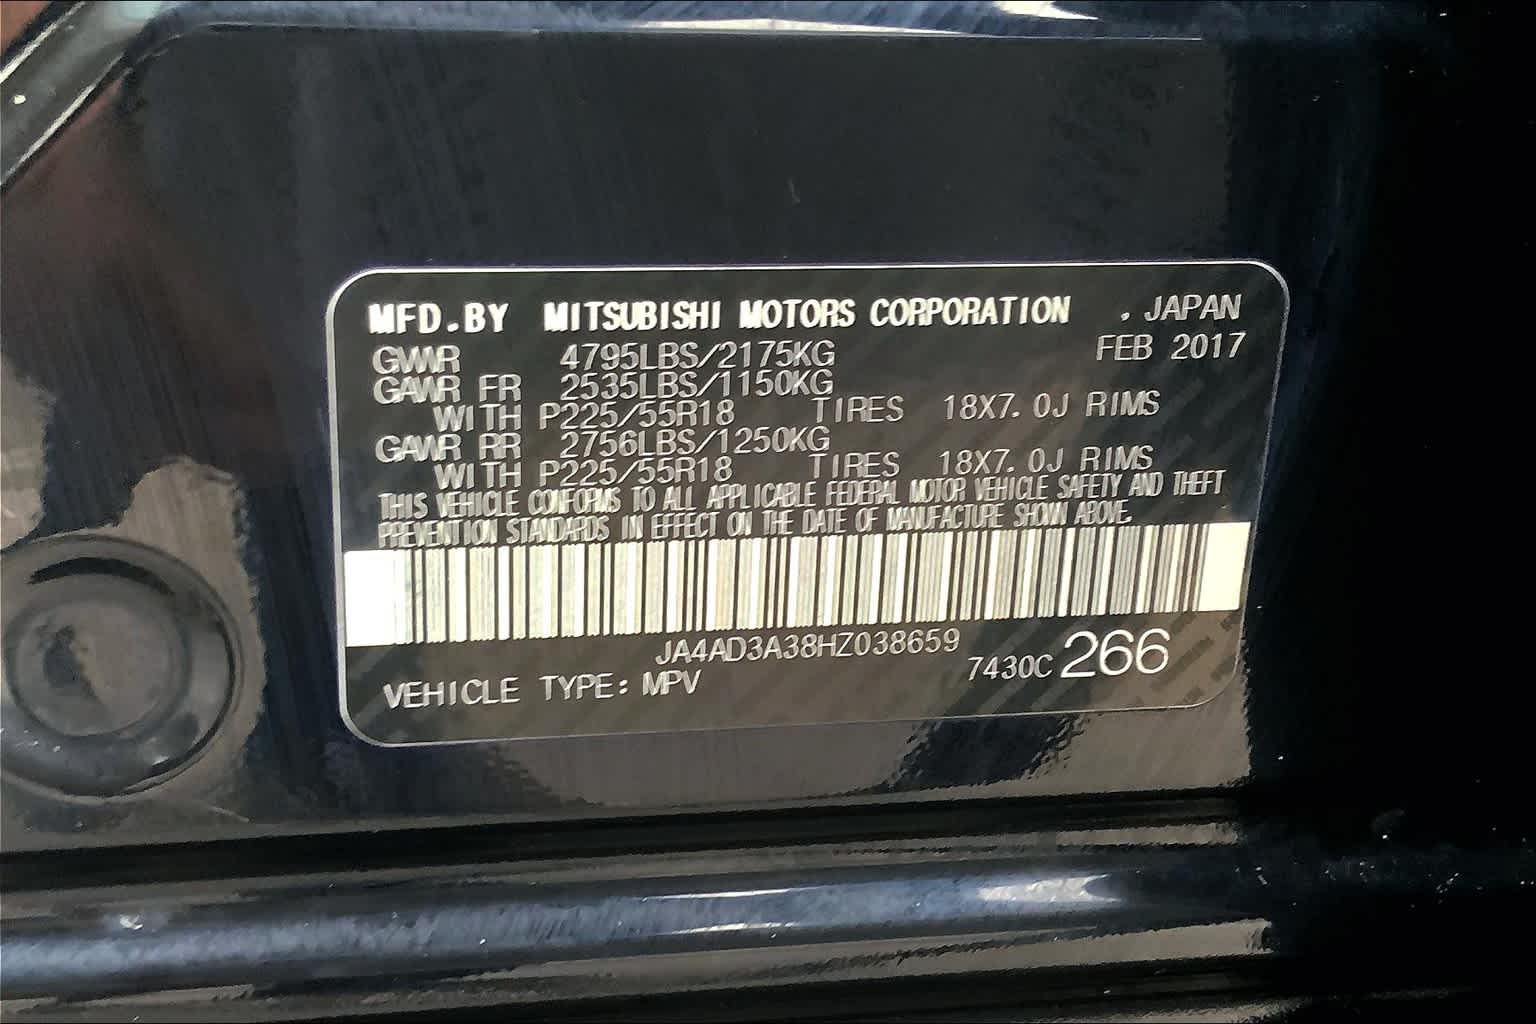 MFD.BY MITSUBISHI MOTORS CORPORATION . JAPAN
GVWR 4795LBS/2175KG FEB 2017
GAWR FR 2535LBS/1150KG
WITH P225/55R18 TIRES 18X7.0J RIMS
GAWR RR 2756LBS/1250KG
WITH P225/55R18 TIRES 18X7.0J RIMS
THIS VEHICLE CONFORMS TO ALL APPLICABLE FEDERAL MOTOR VEHICLE SAFETY AND THEFT
PREVENTION STANDARDS IN EFFECT ON THE DATE OF MANUFACTURE SHOWN ABOVE.
JA4AD3A38HZ038659
VEHICLE TYPE: MPV 7430C 266